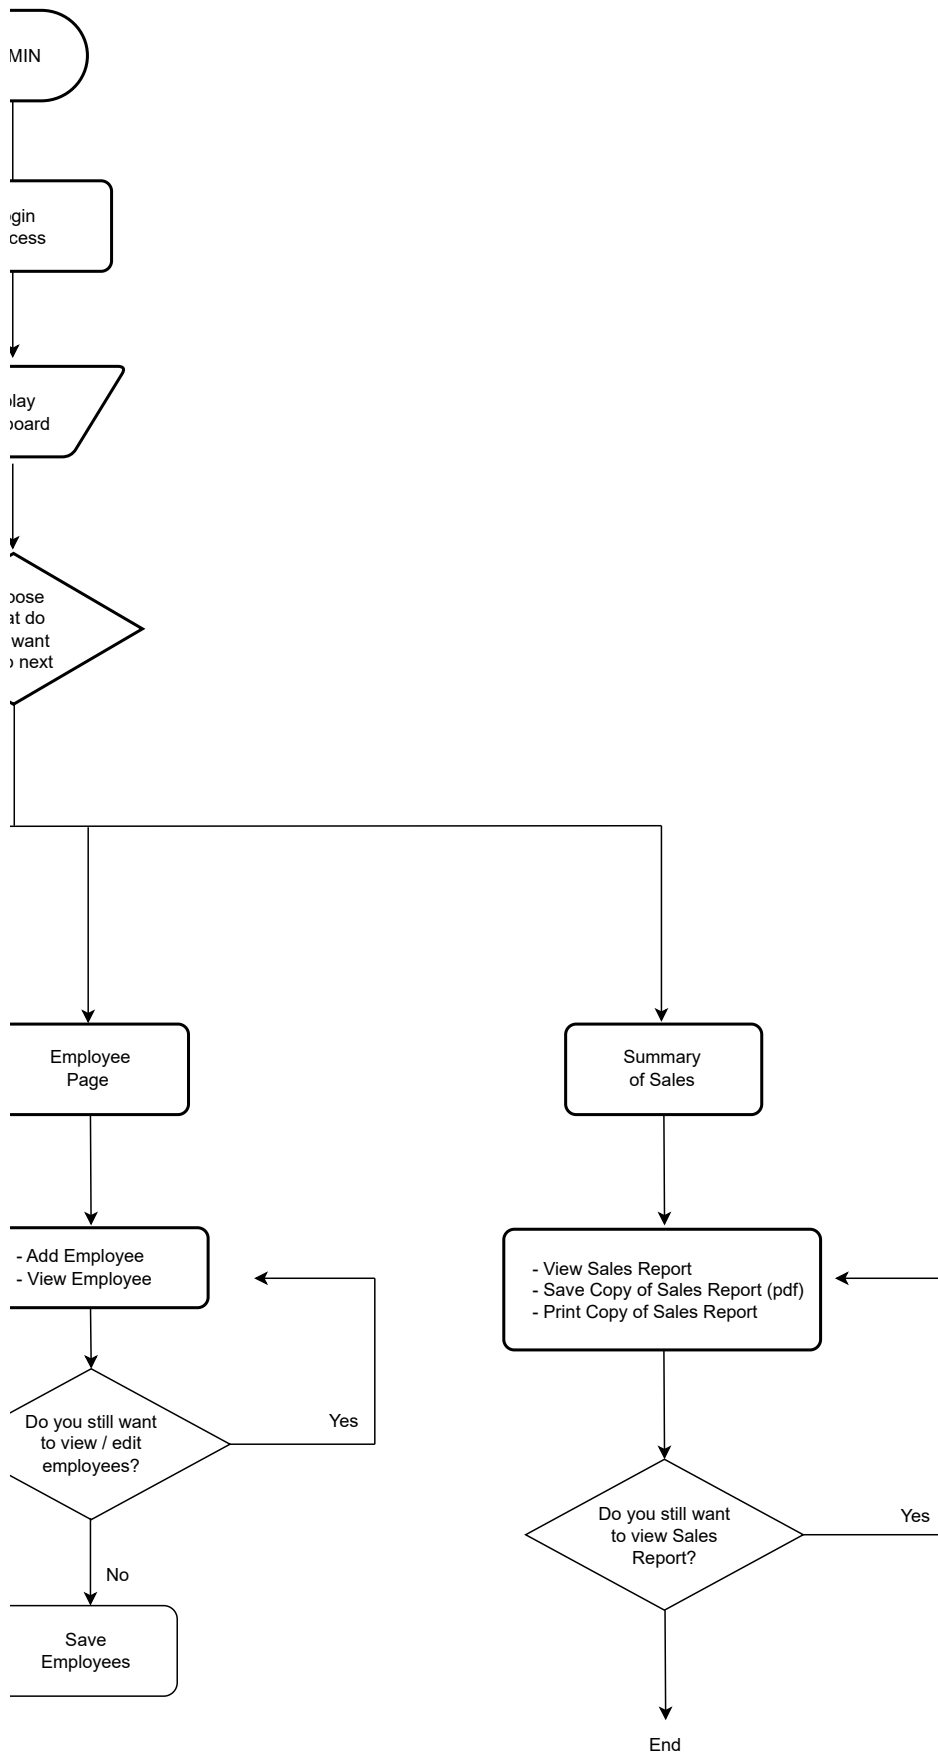 MIN
gin
cess
lay
board
oose
at do
want
next
Employee
Page
Summary
of Sales
- Add Employee
- View Employee
- View Sales Report
- Save Copy of Sales Report (pdf)
- Print Copy of Sales Report
Do you still want
to view / edit
employees?
Yes
Do you still want
to view Sales
Report?
Yes
No
Save
Employees
End